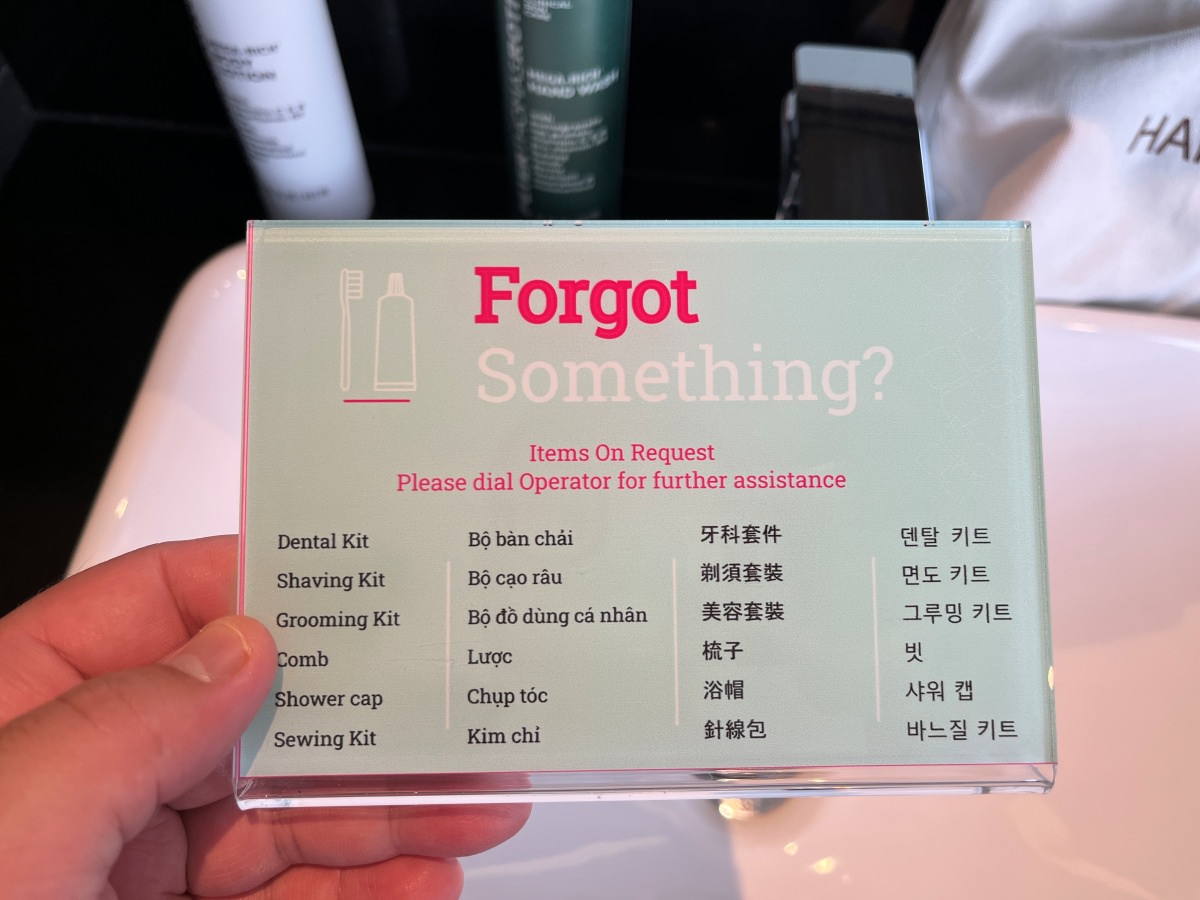 HAND WASH
HAI
Forgot
Something?
Items On Request
Please dial Operator for further assistance
Dental Kit
Shaving Kit
Grooming Kit
Comb
Shower cap
Sewing Kit
Bộ bàn chải
Bộ cạo râu
Bộ đồ dùng cá nhân
Lược
Chụp tóc
Kim chỉ
牙科套件
剃須套裝
美容套裝
梳子
浴帽
針線包
덴탈 키트
면도 키트
그루밍 키트
빗
샤워 캡
바느질 키트